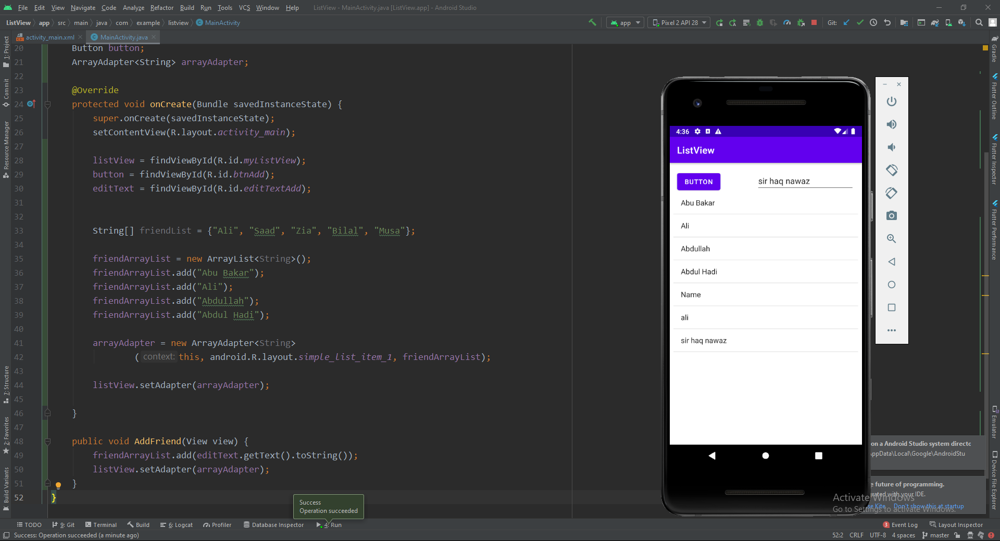 File Edit View Navigate Code Analyze Refactor Build Run Tools VCS Window Help ListView - MainActivity.java [ListView.app] - Android Studio
ListView app src main java com example listview MainActivity app Pixel 2 API 28 Git:
activity_main.xml MainActivity.java
1: Project
Commit
Resource Manager
7: Structure
2: Favorites
Build Variants
20 Button button;
21 ArrayAdapter<String> arrayAdapter;
22
23 @Override
24 protected void onCreate(Bundle savedInstanceState) {
25 super.onCreate(savedInstanceState);
26 setContentView(R.layout.activity_main);
27
28 listView = findViewById(R.id.myListView);
29 button = findViewById(R.id.btnAdd);
30 editText = findViewById(R.id.editTextAdd);
31
32
33 String[] friendList = {"Ali", "Saad", "Zia", "Bilal", "Musa"};
34
35 friendArrayList = new ArrayList<String>();
36 friendArrayList.add("Abu Bakar");
37 friendArrayList.add("Ali");
38 friendArrayList.add("Abdullah");
39 friendArrayList.add("Abdul Hadi");
40
41 arrayAdapter = new ArrayAdapter<String>
42 ( context: this, android.R.layout.simple_list_item_1, friendArrayList);
43
44 listView.setAdapter(arrayAdapter);
45
46 }
47
48 public void AddFriend(View view) {
49 friendArrayList.add(editText.getText().toString());
50 listView.setAdapter(arrayAdapter);
51 }
52 }
4:36
ListView
BUTTON sir haq nawaz
Abu Bakar
Ali
Abdullah
Abdul Hadi
Name
ali
sir haq nawaz
Gradle
Flutter Outline
Flutter Inspector
Flutter Performance
Emulator
Device File Explorer
on a Android Studio system directo
AppData\Local\Google\AndroidStu
e future of programming.
grated with your IDE.
se Kite Don't show this at startup
Activate Windows
Go to Settings to activate Windows.
Success
Operation succeeded
TODO 9: Git Terminal Build 6: Logcat Profiler Database Inspector 4: Run 3 Event Log Layout Inspector
Success: Operation succeeded (a minute ago) 52:2 CRLF UTF-8 4 spaces master